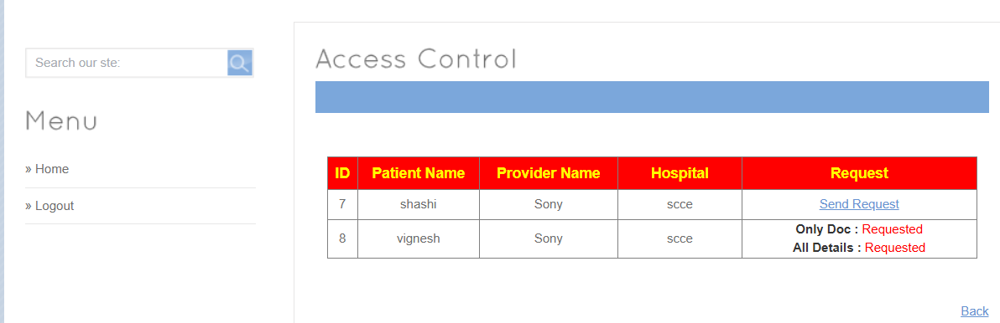 Search our ste:
Menu
» Home
» Logout
Access Control
ID Patient Name Provider Name Hospital Request
7 shashi Sony scce Send Request
8 vignesh Sony scce Only Doc : Requested
All Details : Requested
Back